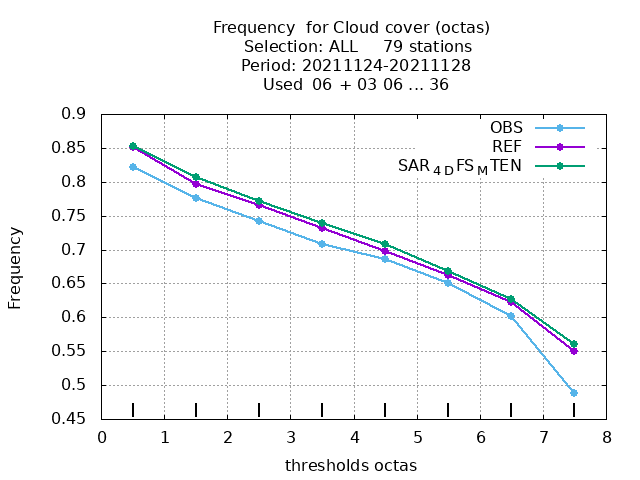 Frequency  for Cloud cover (octas)
Selection: ALL     79 stations
Period: 20211124-20211128
Used  06 + 03 06 ... 36
0.9
OBS
0.85
REF
SAR4DFSMTEN
0.8
0.75
0.7
0.65
0.6
0.55
0.5
0.45
Frequency
0 1 2 3 4 5 6 7 8
thresholds octas